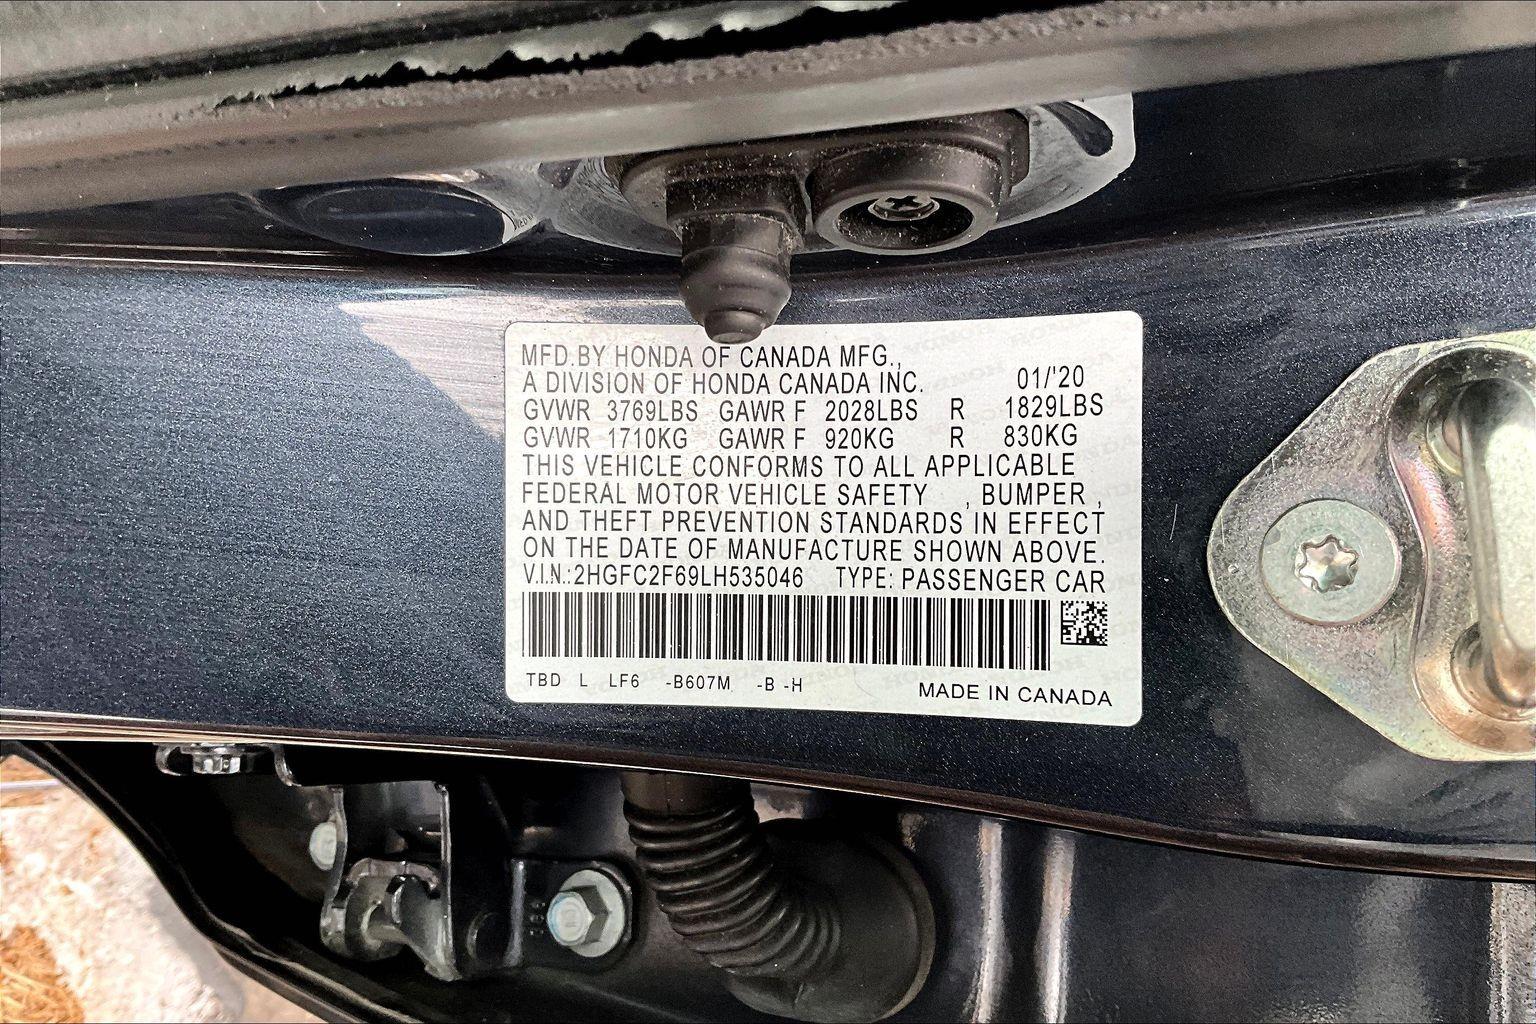 MFD.BY HONDA OF CANADA MFG.,
A DIVISION OF HONDA CANADA INC. 01/'20
GVWR 3769LBS GAWR F 2028LBS R 1829LBS
GVWR 1710KG GAWR F 920KG R 830KG
THIS VEHICLE CONFORMS TO ALL APPLICABLE
FEDERAL MOTOR VEHICLE SAFETY , BUMPER ,
AND THEFT PREVENTION STANDARDS IN EFFECT
ON THE DATE OF MANUFACTURE SHOWN ABOVE.
V.I.N.:2HGFC2F69LH535046 TYPE: PASSENGER CAR
TBD L LF6 -B607M -B -H MADE IN CANADA